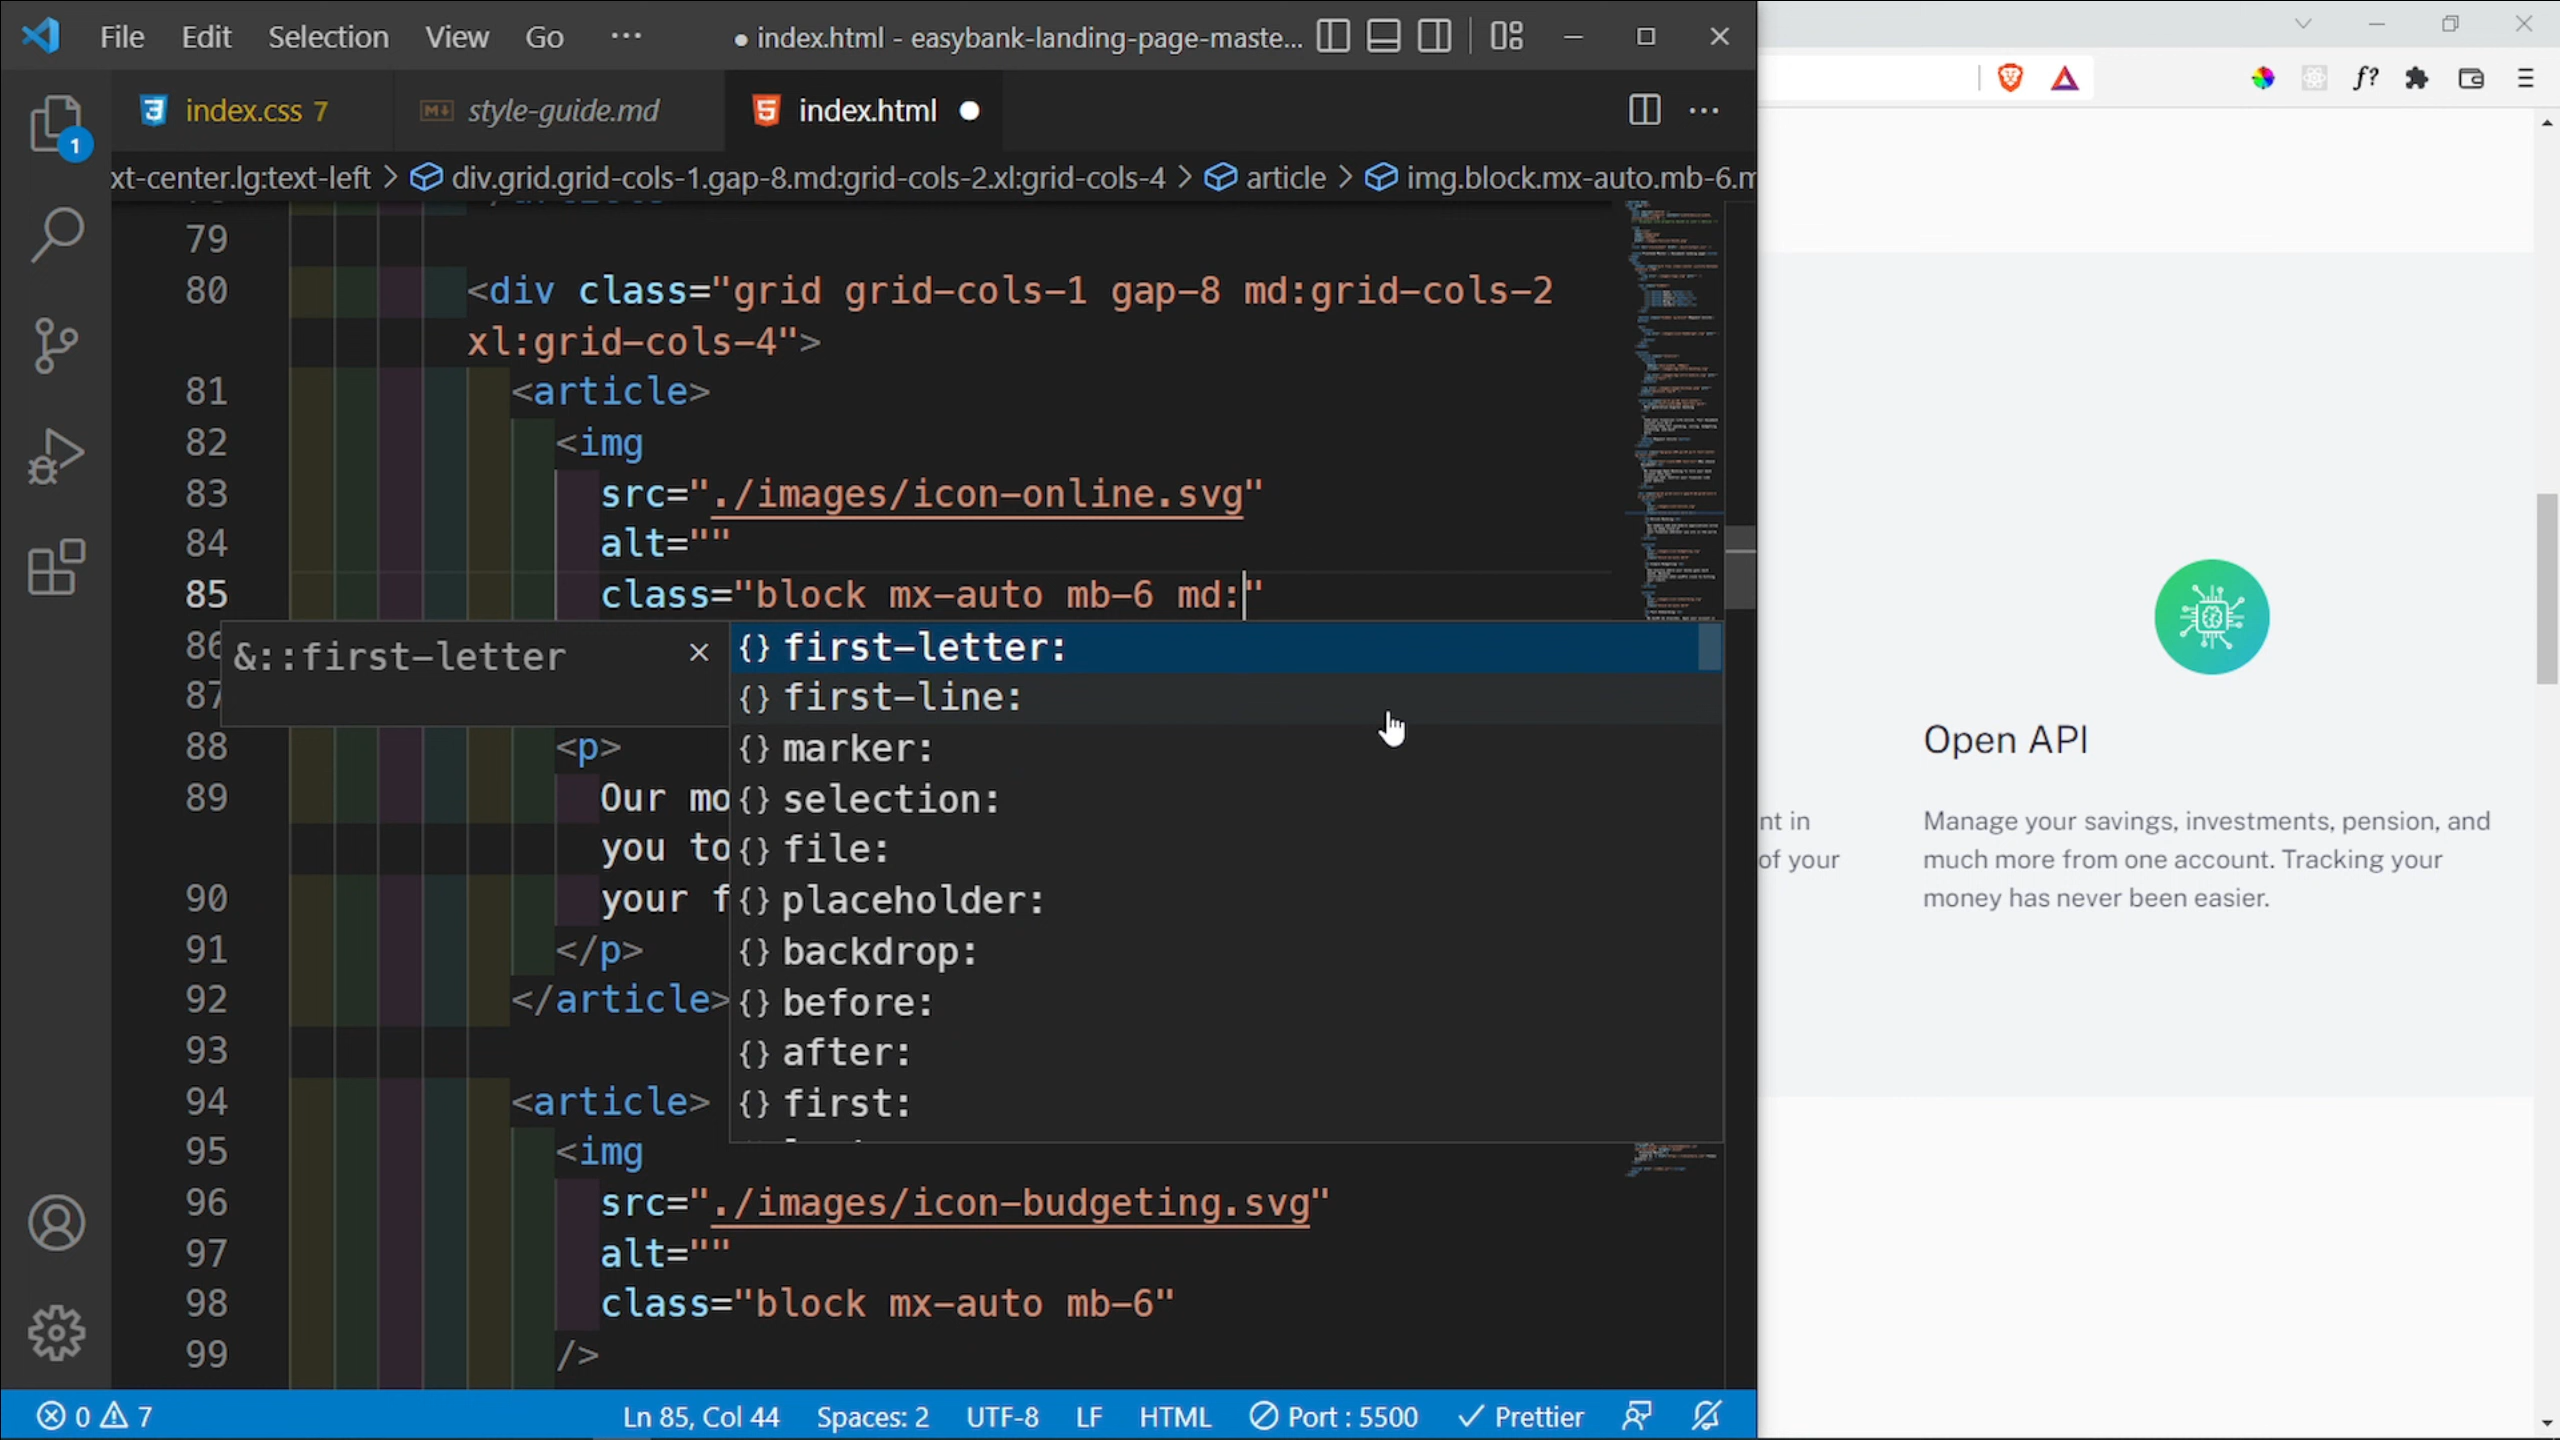 File Edit Selection View Go ··· ● index.html - easybank-landing-page-maste...
index.css 7 style-guide.md index.html
xt-center.lg:text-left > div.grid.grid-cols-1.gap-8.md:grid-cols-2.xl:grid-cols-4 > article > img.block.mx-auto.mb-6.m
79
80 <div class="grid grid-cols-1 gap-8 md:grid-cols-2
xl:grid-cols-4">
81 <article>
82 <img
83 src="./images/icon-online.svg"
84 alt=""
85 class="block mx-auto mb-6 md:"
86
87
&::first-letter ×
{} first-letter:
{} first-line:
{} marker:
{} selection:
{} file:
{} placeholder:
{} backdrop:
{} before:
{} after:
{} first:
88 <p>
89 Our mo
you to
90 your f
91 </p>
92 </article>
93
94 <article>
95 <img
96 src="./images/icon-budgeting.svg"
97 alt=""
98 class="block mx-auto mb-6"
99 />
1
0 7 Ln 85, Col 44 Spaces: 2 UTF-8 LF HTML Port : 5500 Prettier
f?
Open API
nt in
of your
Manage your savings, investments, pension, and
much more from one account. Tracking your
money has never been easier.